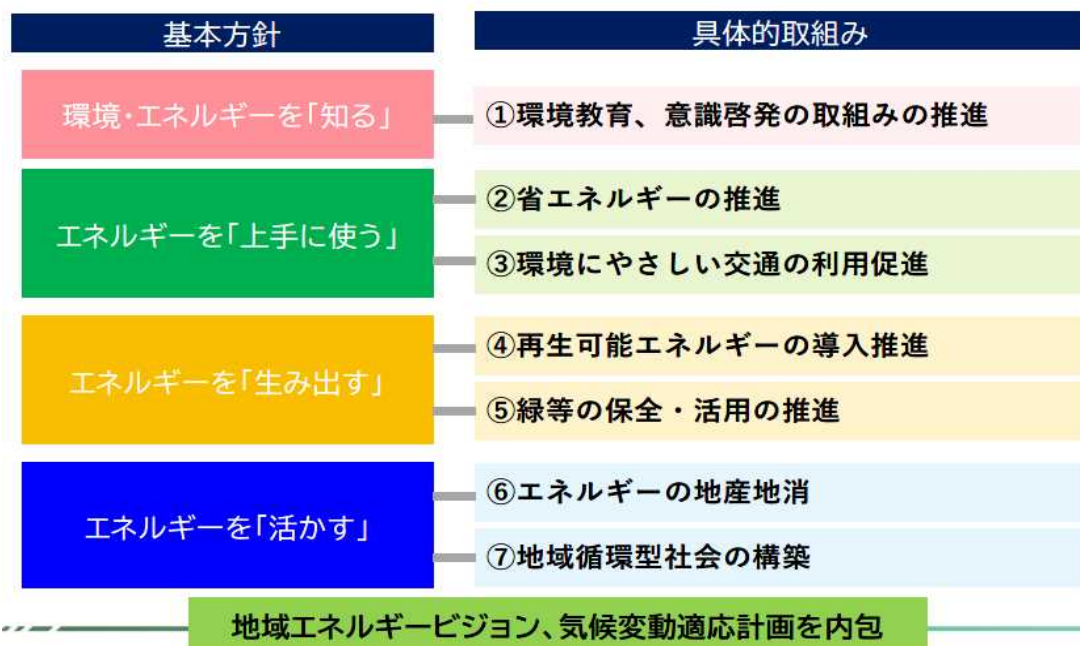 基本方針
具体的取組み
環境・エネルギーを「知る」
①環境教育、意識啓発の取組みの推進
エネルギーを「上手に使う」
②省エネルギーの推進
③環境にやさしい交通の利用促進
エネルギーを「生み出す」
④再生可能エネルギーの導入推進
⑤緑等の保全・活用の推進
エネルギーを「活かす」
⑥エネルギーの地産地消
⑦地域循環型社会の構築
地域エネルギービジョン、気候変動適応計画を内包